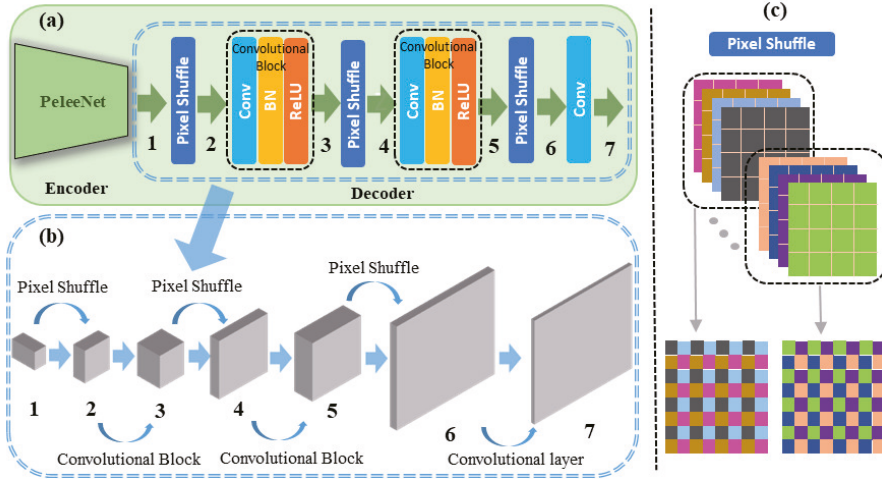 (a)
PeleeNet
Encoder
1
Pixel Shuffle
2
Convolutional
Block
Conv
BN
ReLU
3
Pixel Shuffle
4
Convolutional
Block
Conv
BN
ReLU
5
Pixel Shuffle
6
Conv
7
Decoder
(b)
Pixel Shuffle
Pixel Shuffle
Pixel Shuffle
1
2
3
4
5
6
7
Convolutional Block
Convolutional Block
Convolutional layer
(c)
Pixel Shuffle